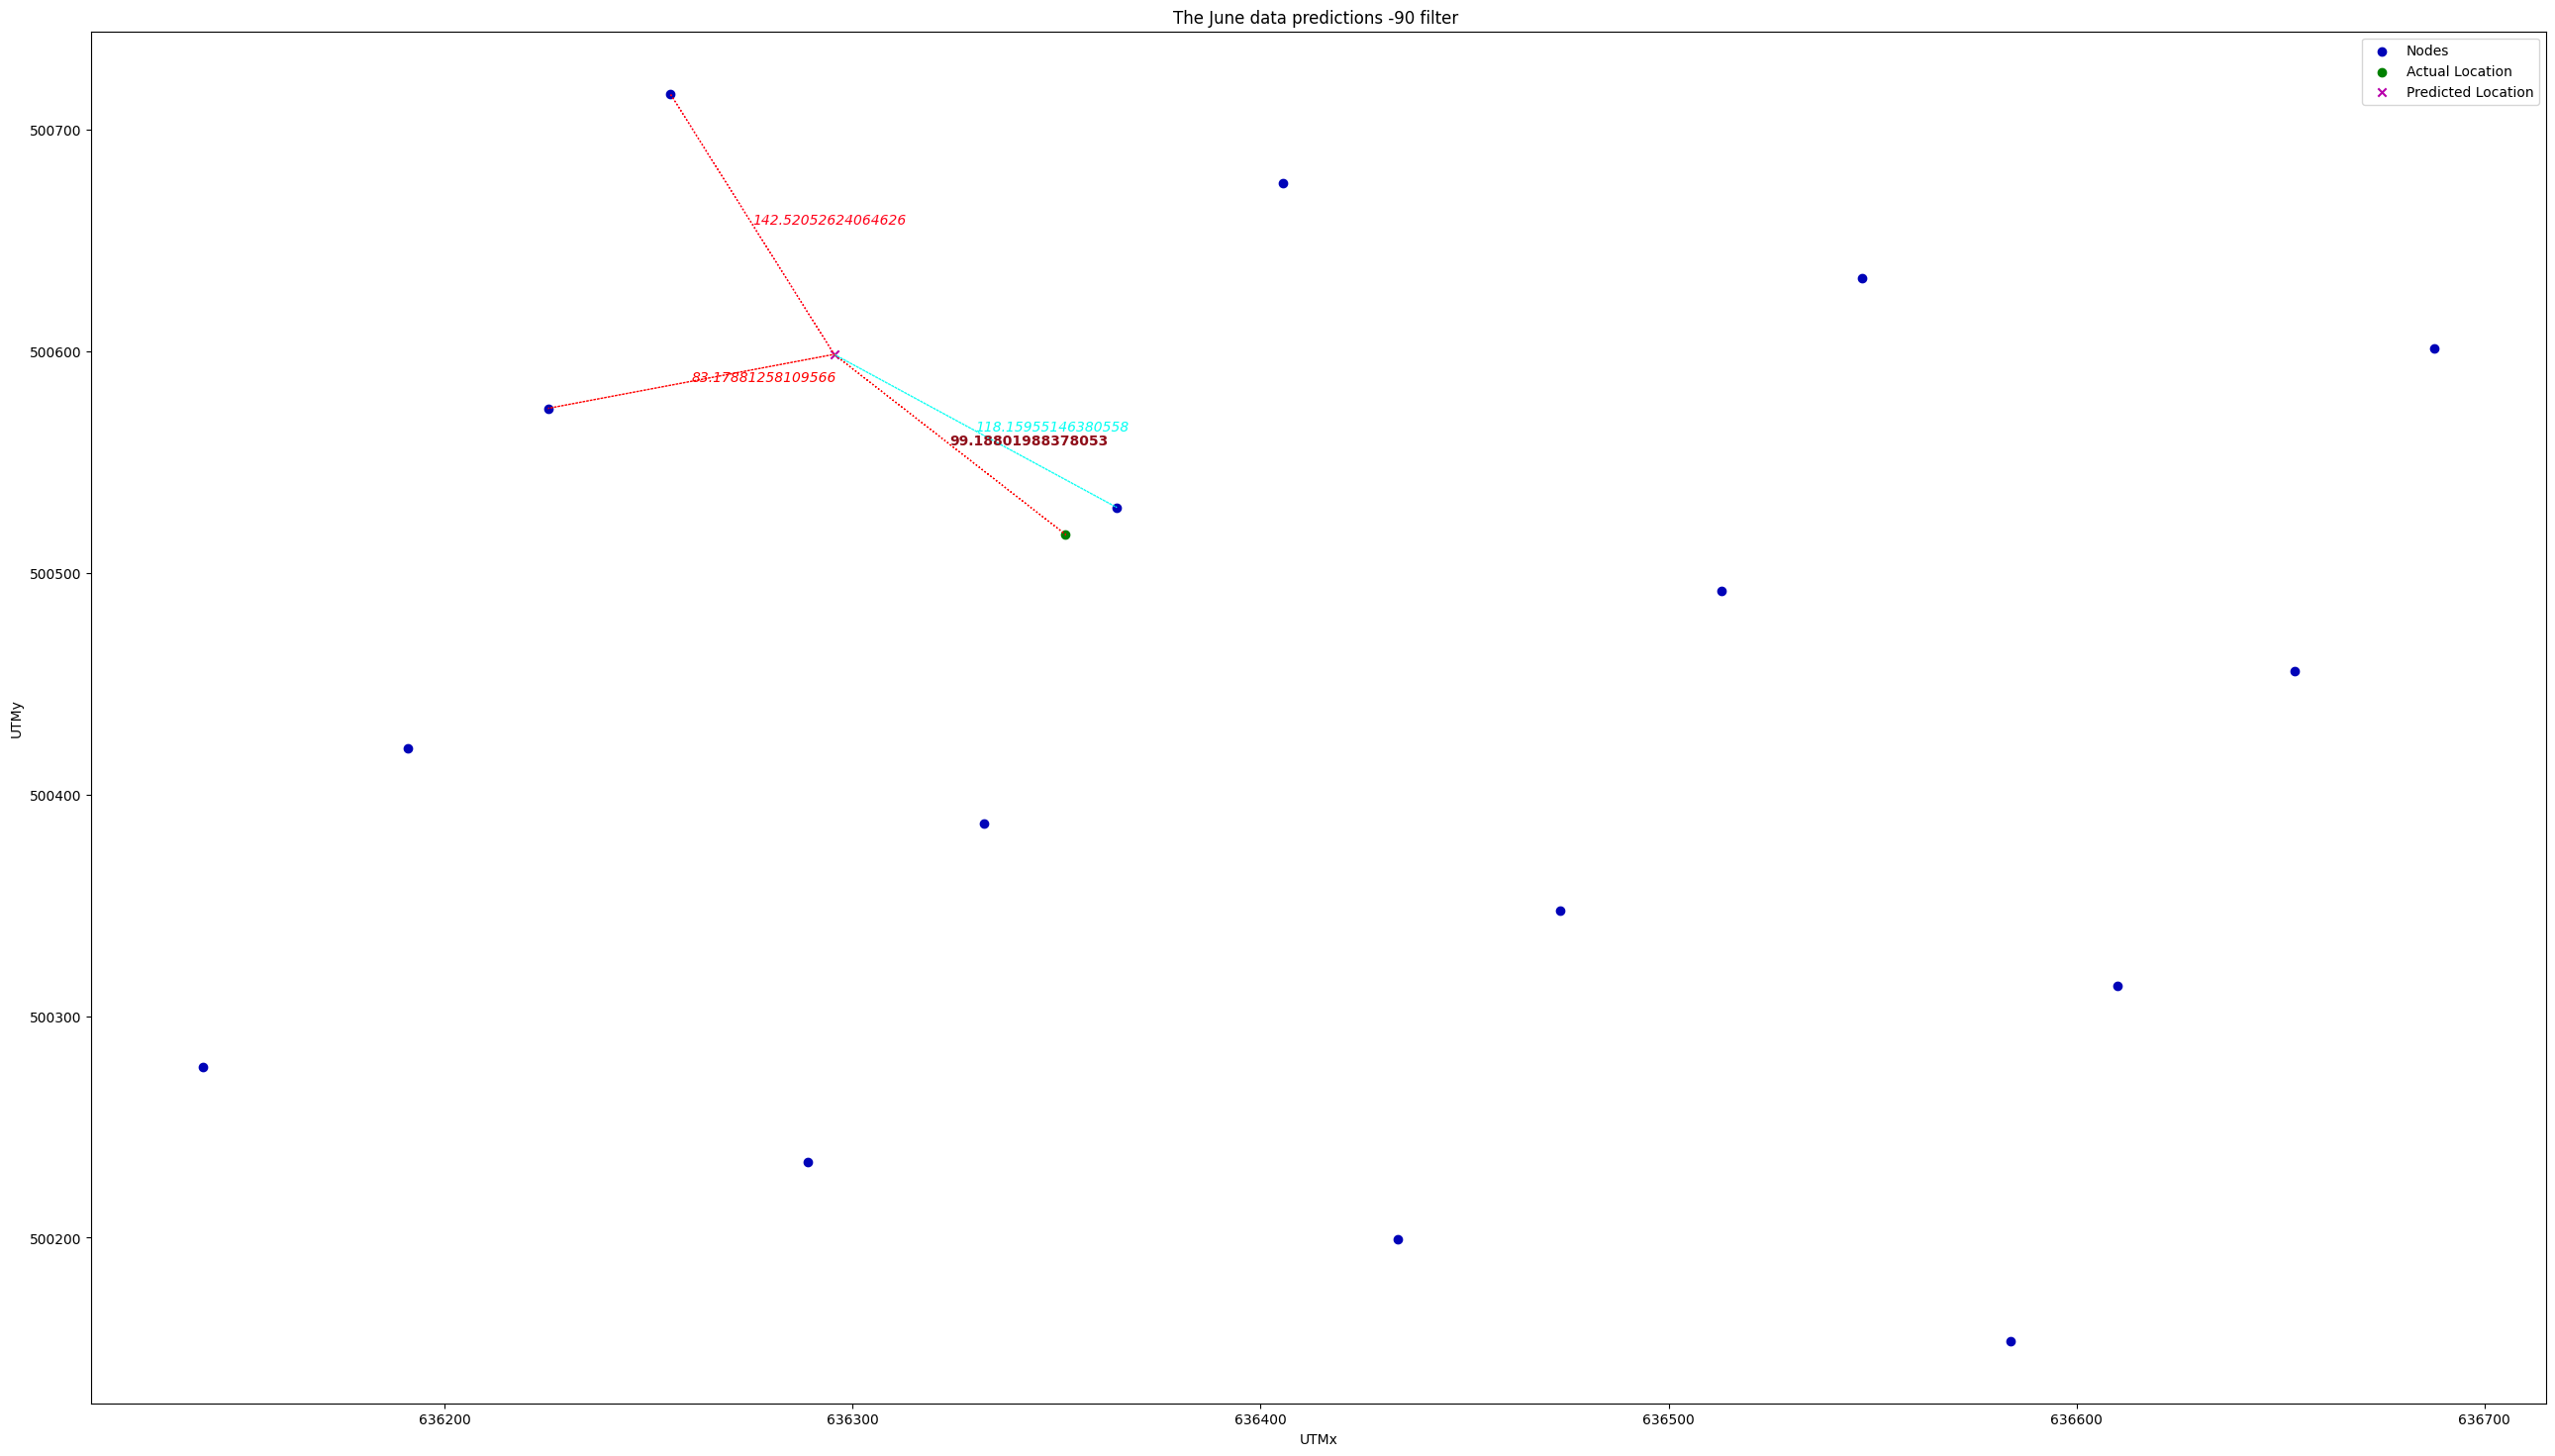 The June data predictions -90 filter
Nodes
Actual Location
Predicted Location
500700
500600
500500
500400
500300
500200
UTMy
142.52052624064626
83.17881258109566
118.15955146380558
99.18801988378053
636200
636300
636400
636500
636600
636700
UTMx